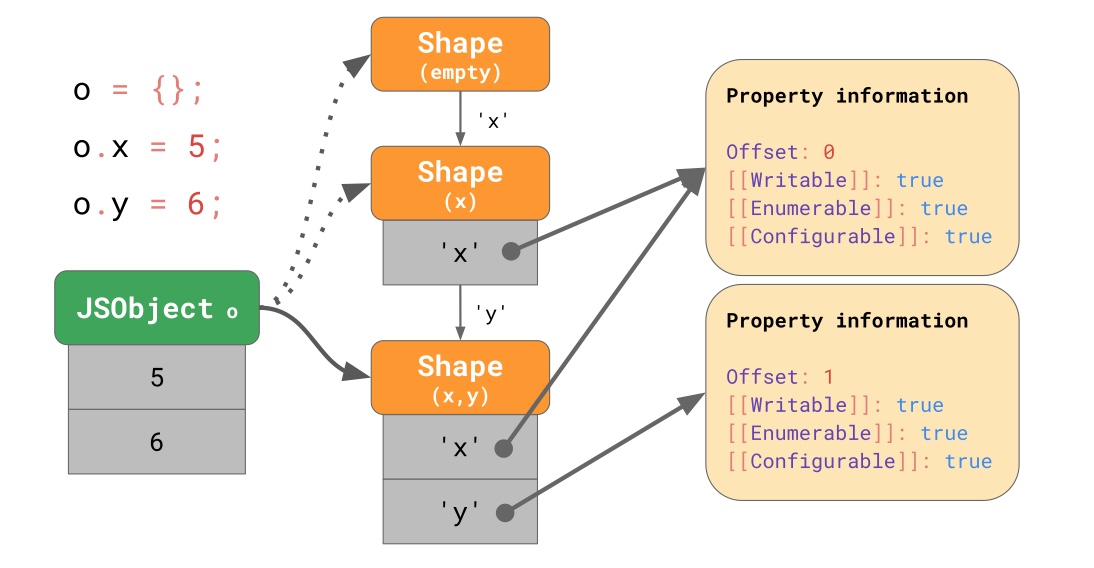 o = {};
o.x = 5;
o.y = 6;
JSObject o
5
6
Shape
(empty)
'x'
Shape
(x)
'x'
'y'
Shape
(x,y)
'x'
'y'
Property information
Offset: 0
[[Writable]]: true
[[Enumerable]]: true
[[Configurable]]: true
Property information
Offset: 1
[[Writable]]: true
[[Enumerable]]: true
[[Configurable]]: true